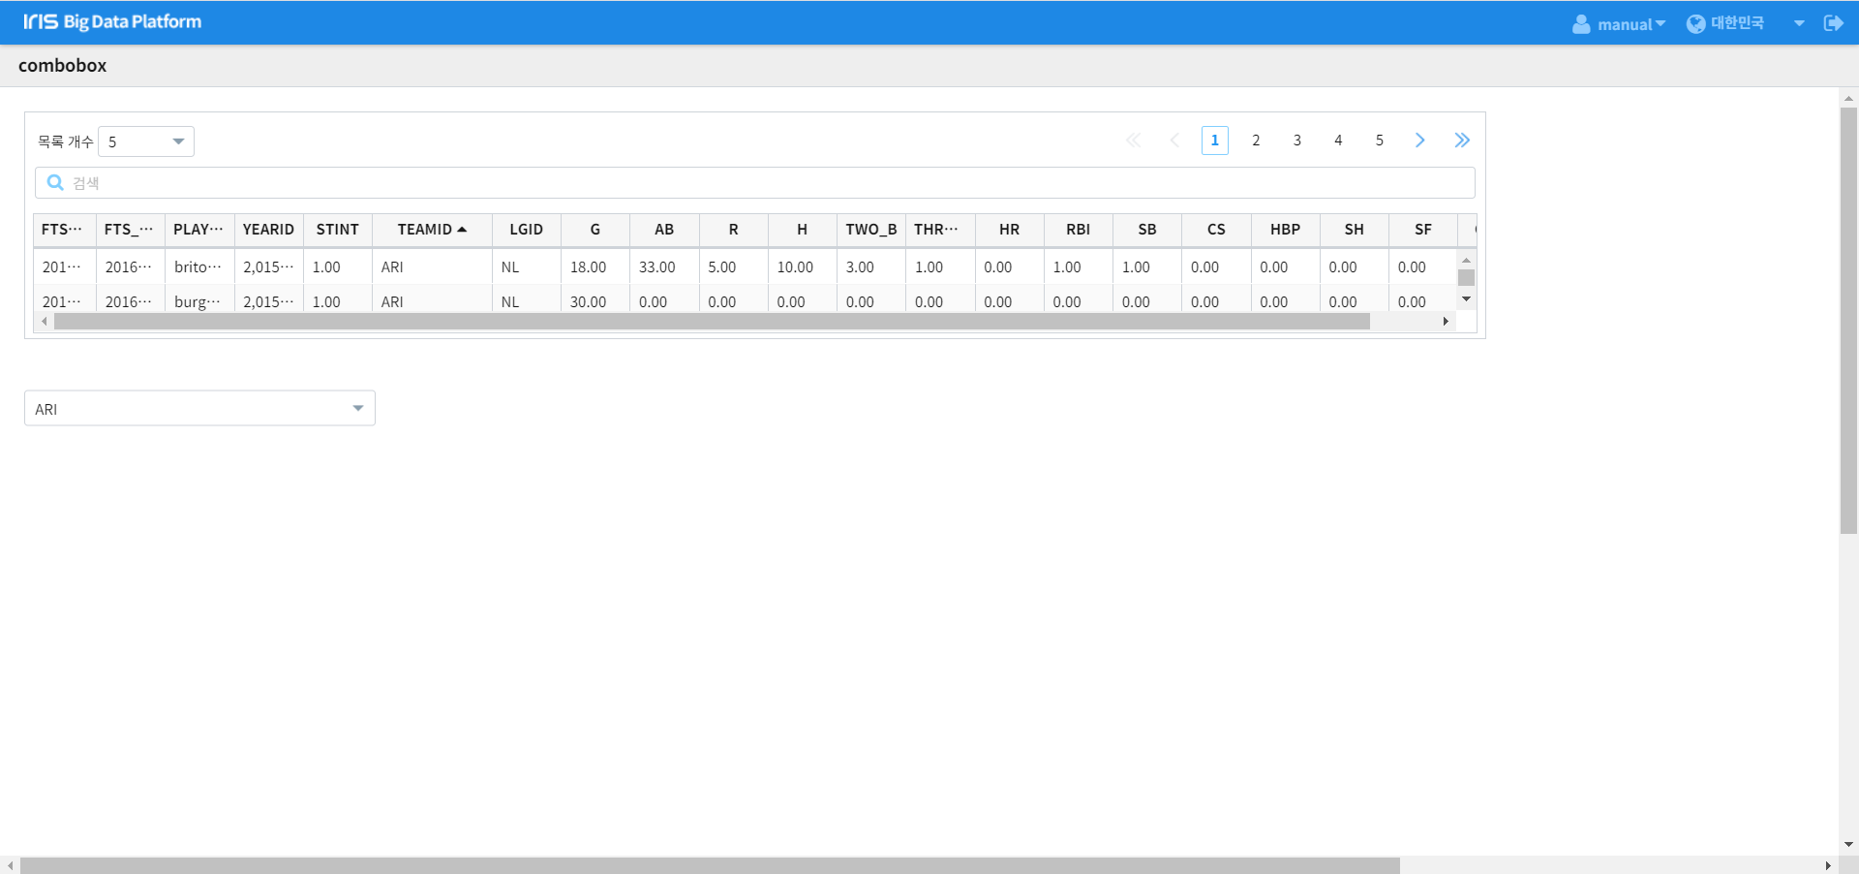 IRIS Big Data Platform manual 대한민국
combobox
목록 개수 5 1 2 3 4 5
검색
FTS··· FTS_··· PLAY··· YEARID STINT TEAMID LGID G AB R H TWO_B THR··· HR RBI SB CS HBP SH SF
201··· 2016··· brito··· 2,015··· 1.00 ARI NL 18.00 33.00 5.00 10.00 3.00 1.00 0.00 1.00 1.00 0.00 0.00 0.00 0.00
201··· 2016··· burg··· 2,015··· 1.00 ARI NL 30.00 0.00 0.00 0.00 0.00 0.00 0.00 0.00 0.00 0.00 0.00 0.00 0.00
ARI